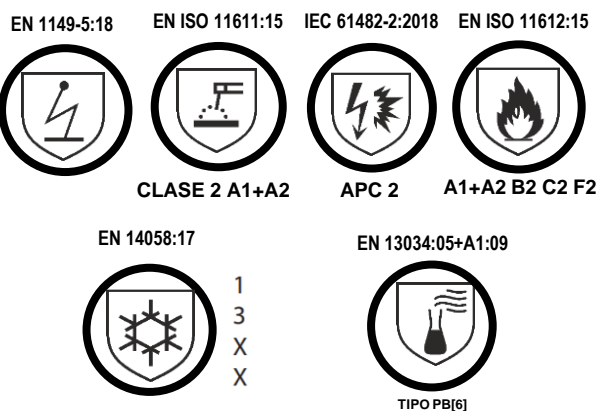 EN 1149-5:18
EN ISO 11611:15
IEC 61482-2:2018
EN ISO 11612:15
CLASE 2 A1+A2
APC 2
A1+A2 B2 C2 F2
EN 14058:17
1
3
X
X
EN 13034:05+A1:09
TIPO PB[6]